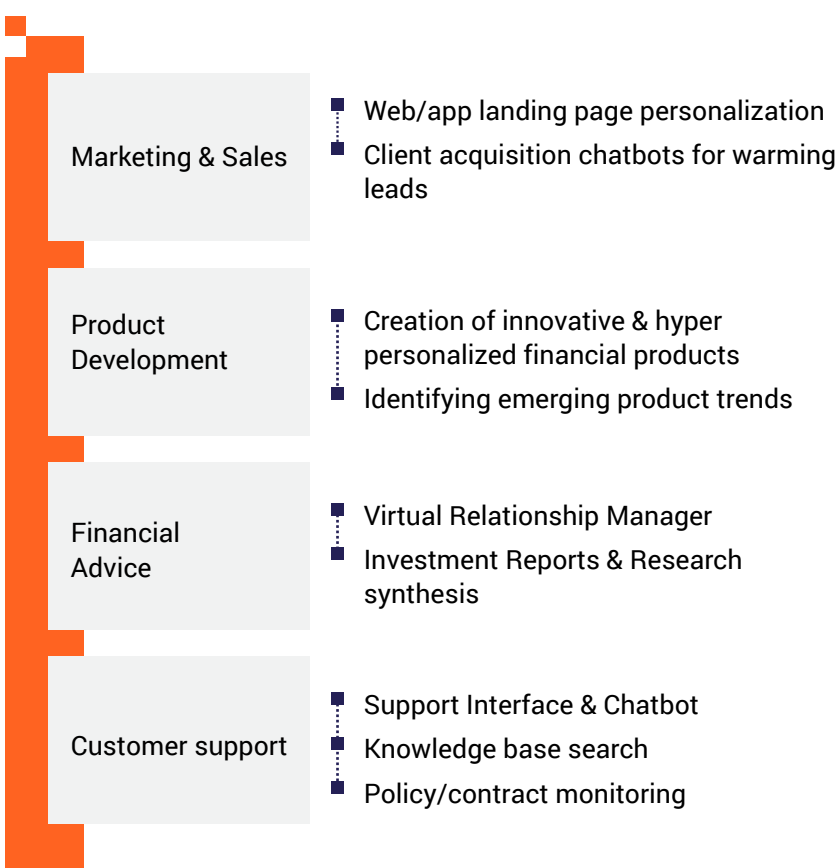 Marketing & Sales
Web/app landing page personalization
Client acquisition chatbots for warming
leads
Product
Development
Creation of innovative & hyper
personalized financial products
Identifying emerging product trends
Financial
Advice
Virtual Relationship Manager
Investment Reports & Research
synthesis
Customer support
Support Interface & Chatbot
Knowledge base search
Policy/contract monitoring